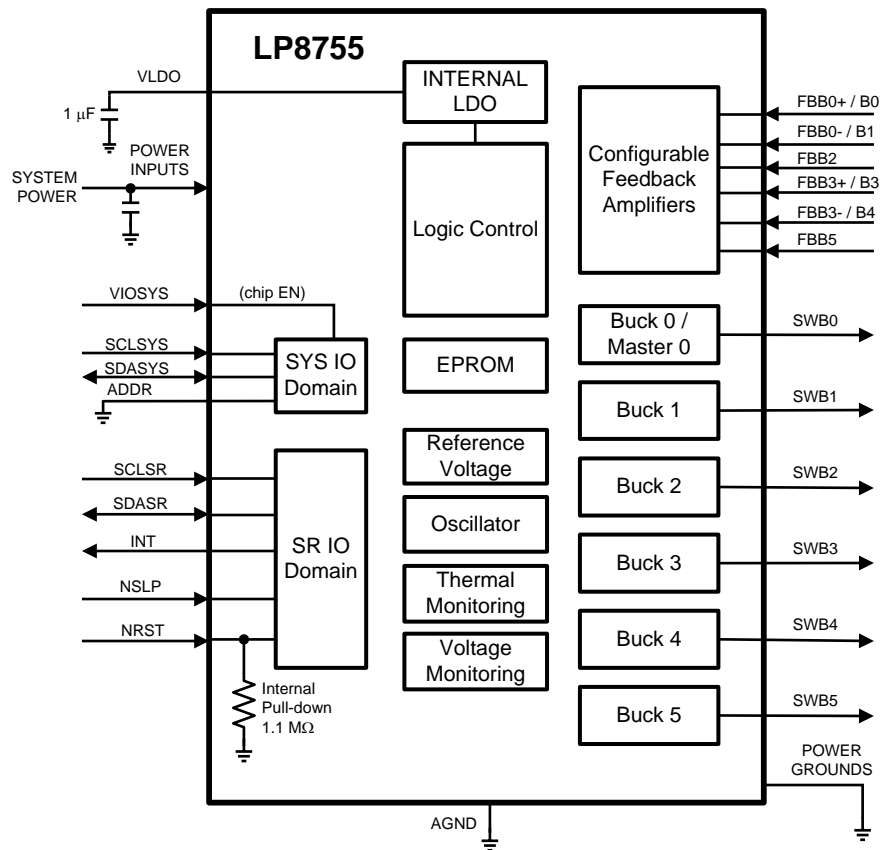 LP8755
VLDO
1 µF
POWER
INPUTS
SYSTEM
POWER
VIOSYS
(chip EN)
SCLSYS
SDASYS
ADDR
SYS IO
Domain
SCLSR
SDASR
INT
NSLP
NRST
SR IO
Domain
Internal
Pull-down
1.1 MΩ
INTERNAL
LDO
Logic Control
EPROM
Reference
Voltage
Oscillator
Thermal
Monitoring
Voltage
Monitoring
Configurable
Feedback
Amplifiers
FBB0+ / B0
FBB0- / B1
FBB2
FBB3+ / B3
FBB3- / B4
FBB5
Buck 0 /
Master 0
SWB0
Buck 1
SWB1
Buck 2
SWB2
Buck 3
SWB3
Buck 4
SWB4
Buck 5
SWB5
POWER
GROUNDS
AGND